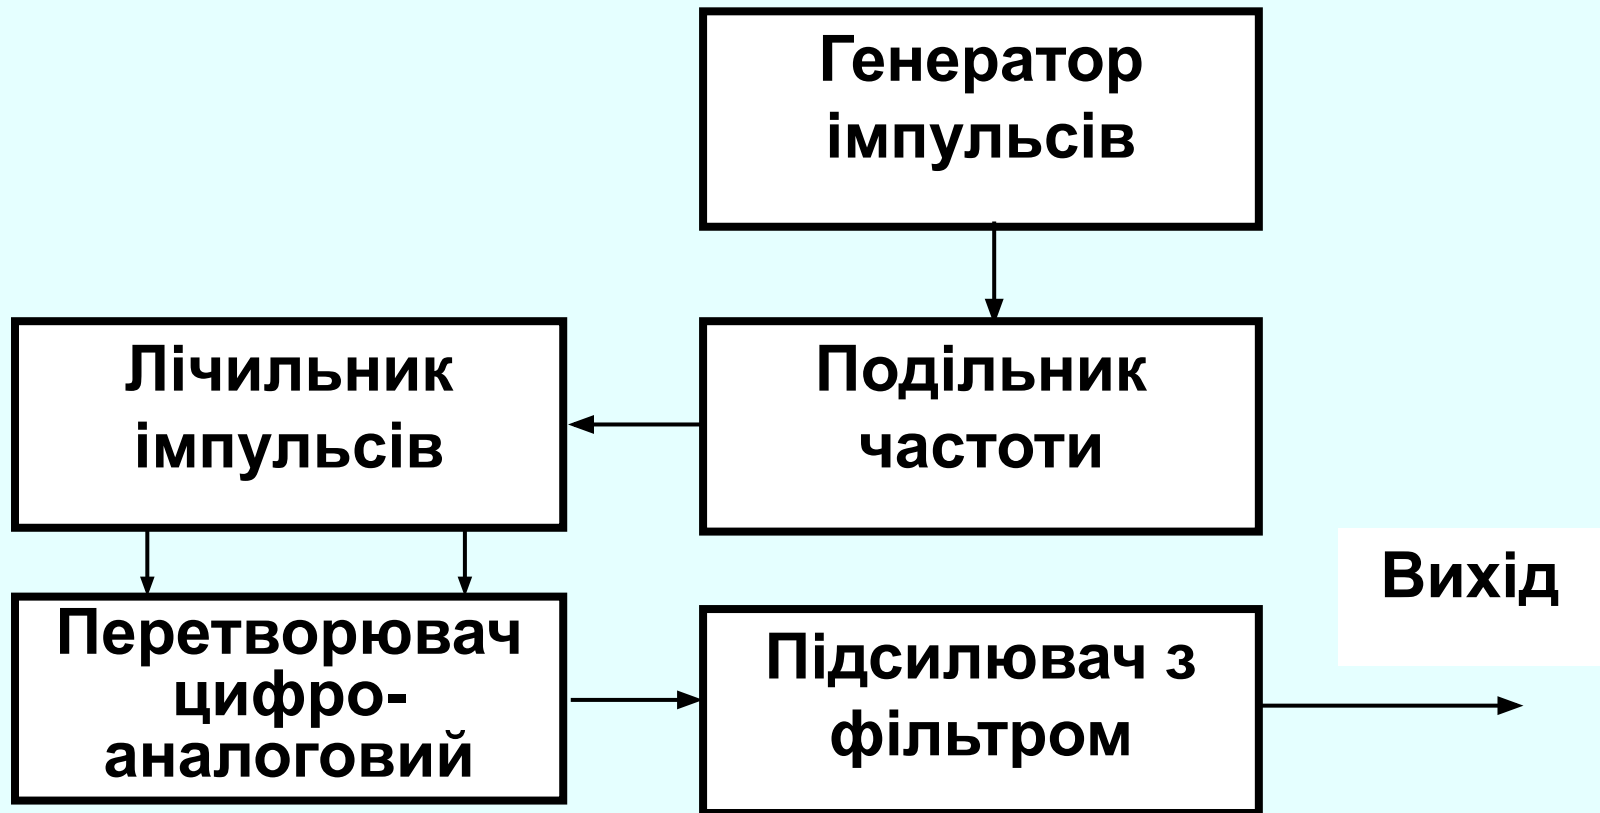 Генератор
імпульсів
Лічильник
імпульсів
Подільник
частоти
Вихід
Перетворювач
цифро-
аналоговий
Підсилювач з
фільтром